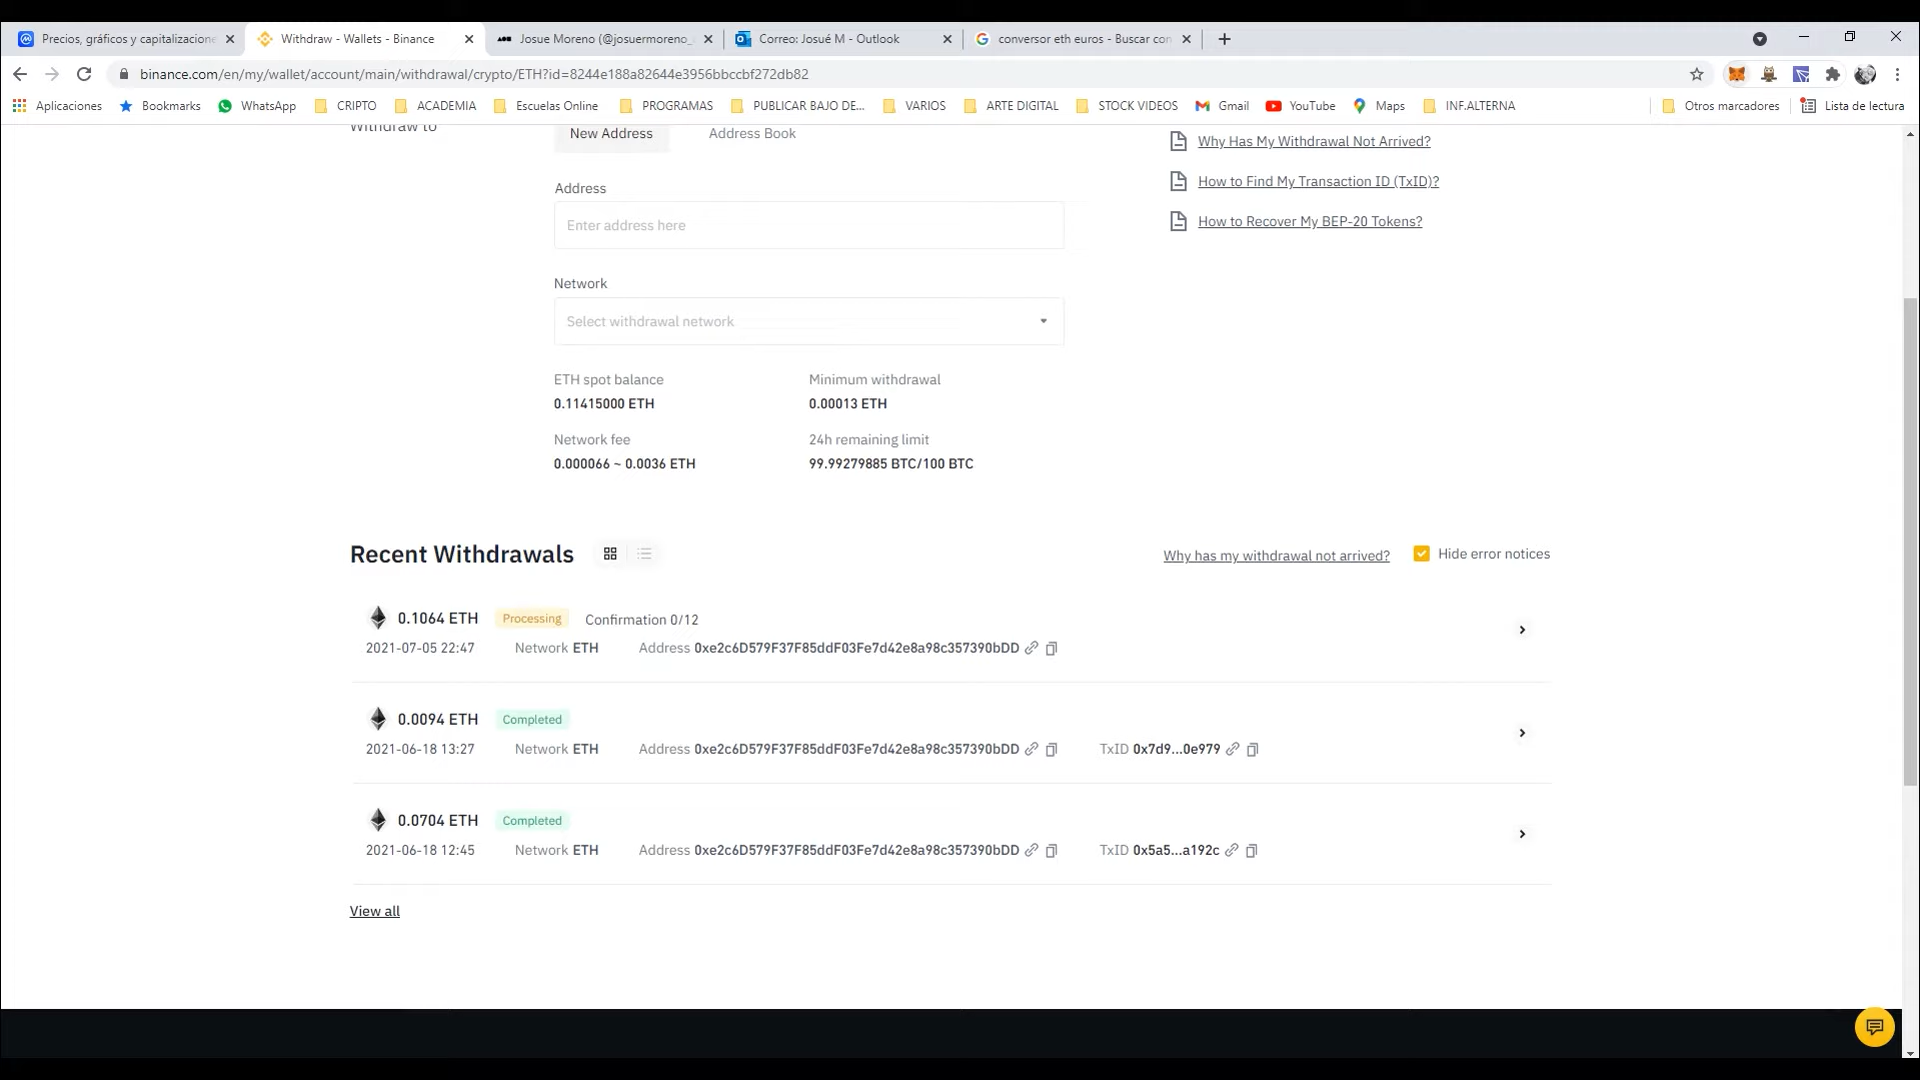 Precios, gráficos y capitalizacione
Withdraw - Wallets - Binance
Josue Moreno (@josuermoreno_
Correo: Josué M - Outlook
conversor eth euros - Buscar con
binance.com/en/my/wallet/account/main/withdrawal/crypto/ETH?id=8244e188a82644e3956bbccbf272db82
Aplicaciones
Bookmarks
WhatsApp
CRIPTO
ACADEMIA
Escuelas Online
PROGRAMAS
PUBLICAR BAJO DE...
VARIOS
ARTE DIGITAL
STOCK VIDEOS
Gmail
YouTube
Maps
INF.ALTERNA
Otros marcadores
Lista de lectura
Withdraw to
New Address
Address Book
Why Has My Withdrawal Not Arrived?
How to Find My Transaction ID (TxID)?
How to Recover My BEP-20 Tokens?
Address
Enter address here
Network
Select withdrawal network
ETH spot balance
0.11415000 ETH
Minimum withdrawal
0.00013 ETH
Network fee
0.000066 ~ 0.0036 ETH
24h remaining limit
99.99279885 BTC/100 BTC
Recent Withdrawals
Why has my withdrawal not arrived?
Hide error notices
0.1064 ETH Processing Confirmation 0/12
2021-07-05 22:47 Network ETH Address 0xe2c6D579F37F85ddF03Fe7d42e8a98c357390bDD
0.0094 ETH Completed
2021-06-18 13:27 Network ETH Address 0xe2c6D579F37F85ddF03Fe7d42e8a98c357390bDD TxID 0x7d9...0e979
0.0704 ETH Completed
2021-06-18 12:45 Network ETH Address 0xe2c6D579F37F85ddF03Fe7d42e8a98c357390bDD TxID 0x5a5...a192c
View all